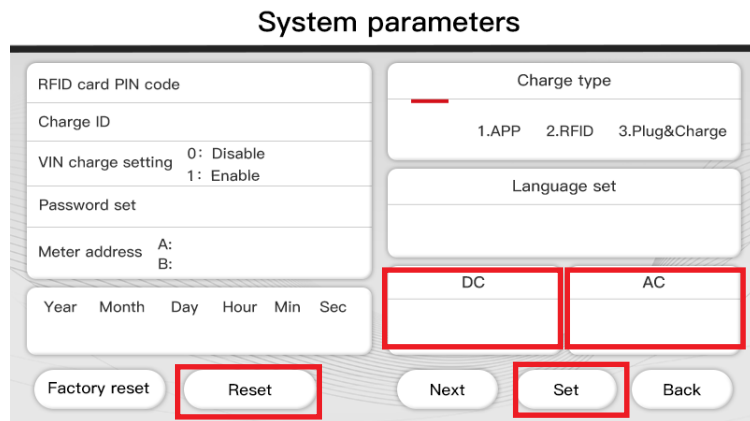 System parameters
RFID card PIN code
Charge ID
VIN charge setting 0: Disable
1: Enable
Password set
Meter address A:
B:
Year Month Day Hour Min Sec
Charge type
1.APP 2.RFID 3.Plug&Charge
Language set
DC AC
Factory reset Reset Next Set Back